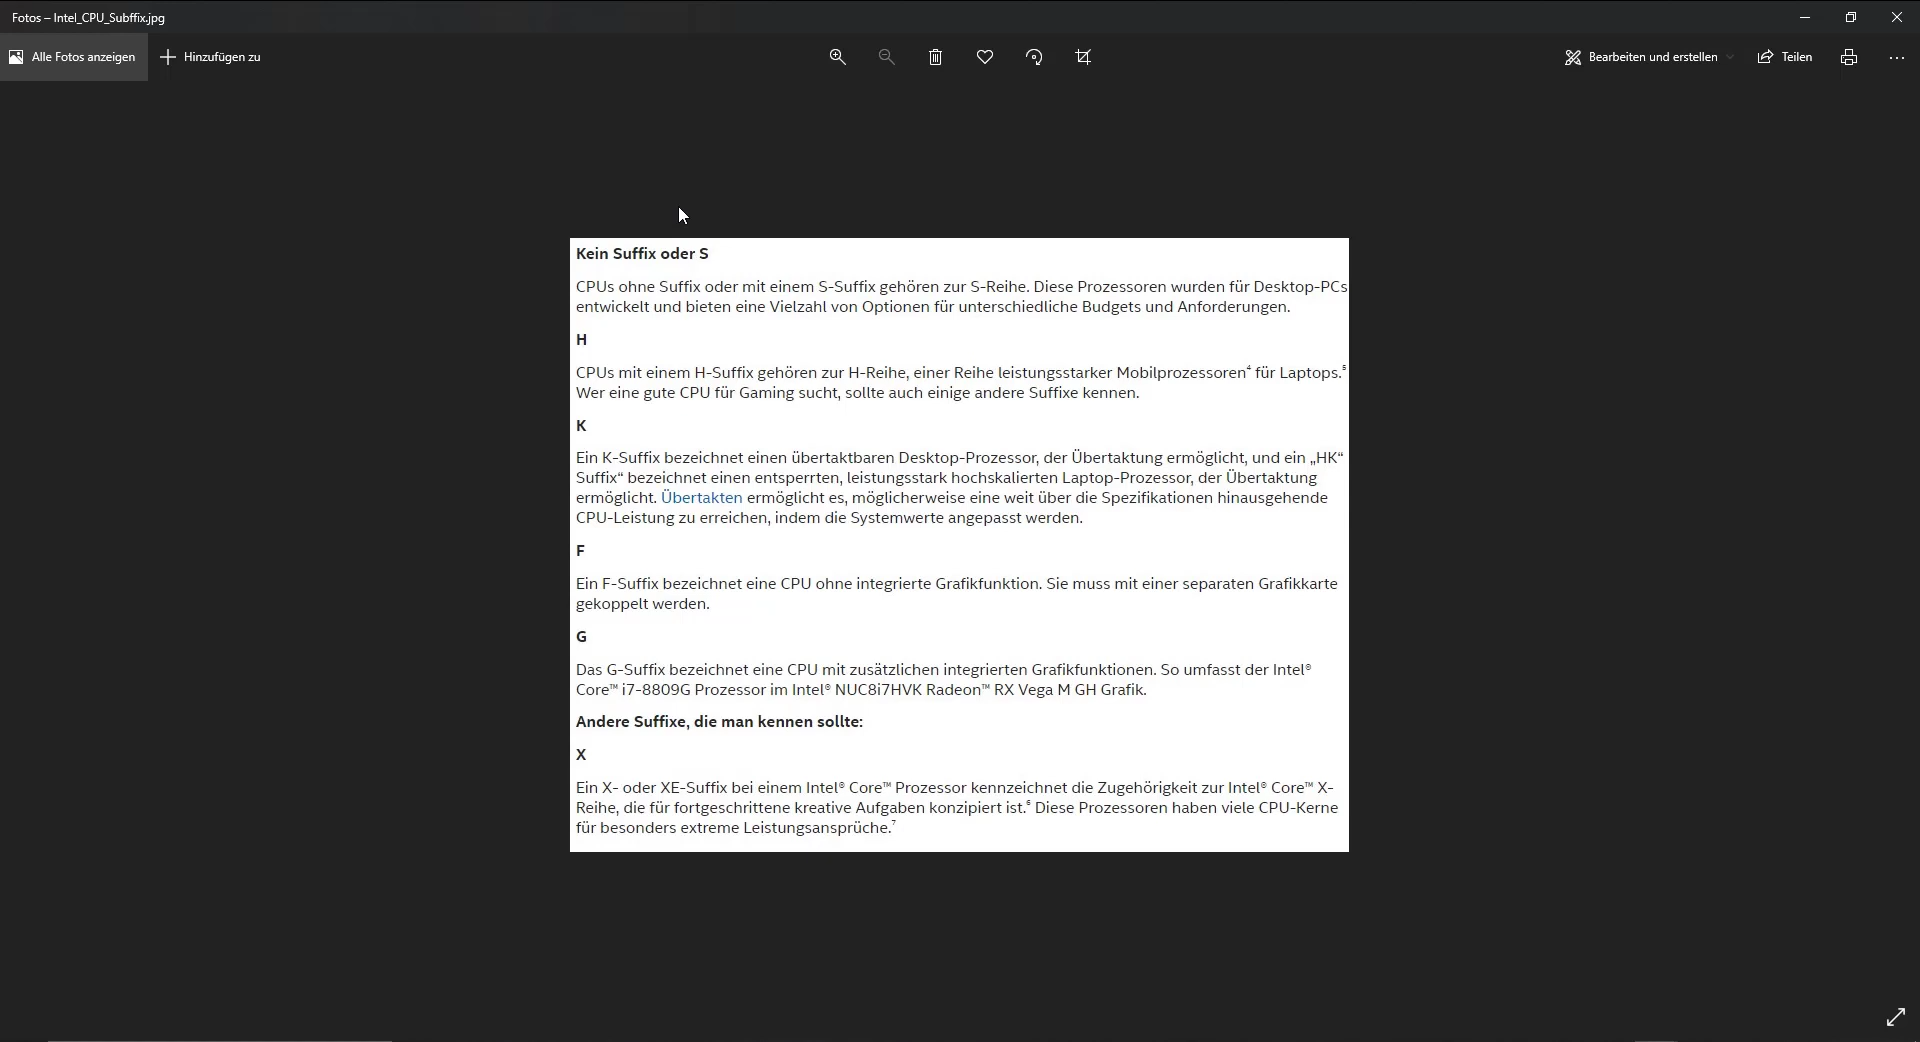 Fotos – Intel_CPU_Subffix.jpg
Alle Fotos anzeigen
Hinzufügen zu
Bearbeiten und erstellen
Teilen
Kein Suffix oder S
CPUs ohne Suffix oder mit einem S-Suffix gehören zur S-Reihe. Diese Prozessoren wurden für Desktop-PCs
entwickelt und bieten eine Vielzahl von Optionen für unterschiedliche Budgets und Anforderungen.
H
CPUs mit einem H-Suffix gehören zur H-Reihe, einer Reihe leistungsstarker Mobilprozessoren⁴ für Laptops.⁵
Wer eine gute CPU für Gaming sucht, sollte auch einige andere Suffixe kennen.
K
Ein K-Suffix bezeichnet einen übertaktbaren Desktop-Prozessor, der Übertaktung ermöglicht, und ein „HK“
Suffix“ bezeichnet einen entsperrten, leistungsstark hochskalierten Laptop-Prozessor, der Übertaktung
ermöglicht. Übertakten ermöglicht es, möglicherweise eine weit über die Spezifikationen hinausgehende
CPU-Leistung zu erreichen, indem die Systemwerte angepasst werden.
F
Ein F-Suffix bezeichnet eine CPU ohne integrierte Grafikfunktion. Sie muss mit einer separaten Grafikkarte
gekoppelt werden.
G
Das G-Suffix bezeichnet eine CPU mit zusätzlichen integrierten Grafikfunktionen. So umfasst der Intel®
Core™ i7-8809G Prozessor im Intel® NUC8i7HVK Radeon™ RX Vega M GH Grafik.
Andere Suffixe, die man kennen sollte:
X
Ein X- oder XE-Suffix bei einem Intel® Core™ Prozessor kennzeichnet die Zugehörigkeit zur Intel® Core™ X-
Reihe, die für fortgeschrittene kreative Aufgaben konzipiert ist.⁶ Diese Prozessoren haben viele CPU-Kerne
für besonders extreme Leistungsansprüche.⁷